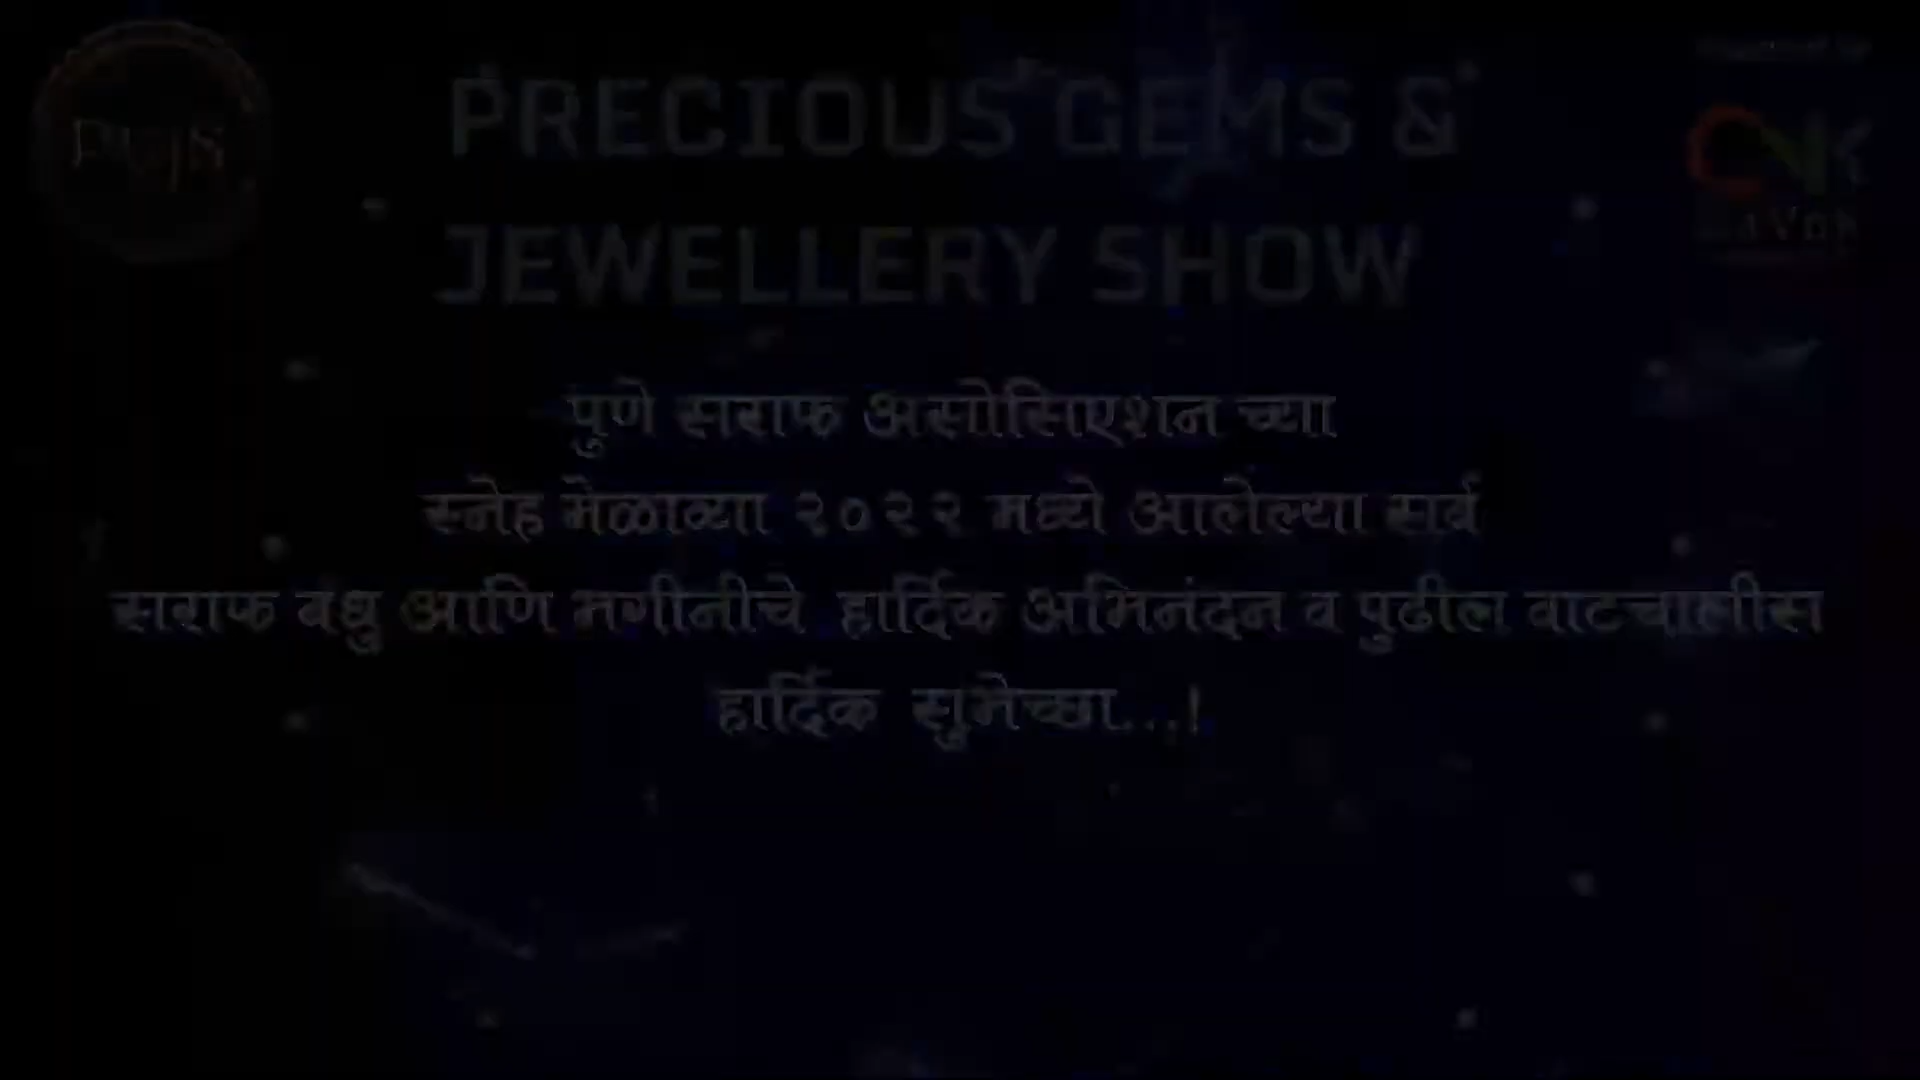 PRECIOUS GEMS &
JEWELLERY SHOW
पुणे सराफ असोसिएशन च्या
स्नेह मेळाव्या २०२२ मध्ये आलेल्या सर्व
सराफ बंधु आणि भगीनीचे हार्दिक अभिनंदन व पुढील वाटचालीस
हार्दिक सुभेच्छा...!